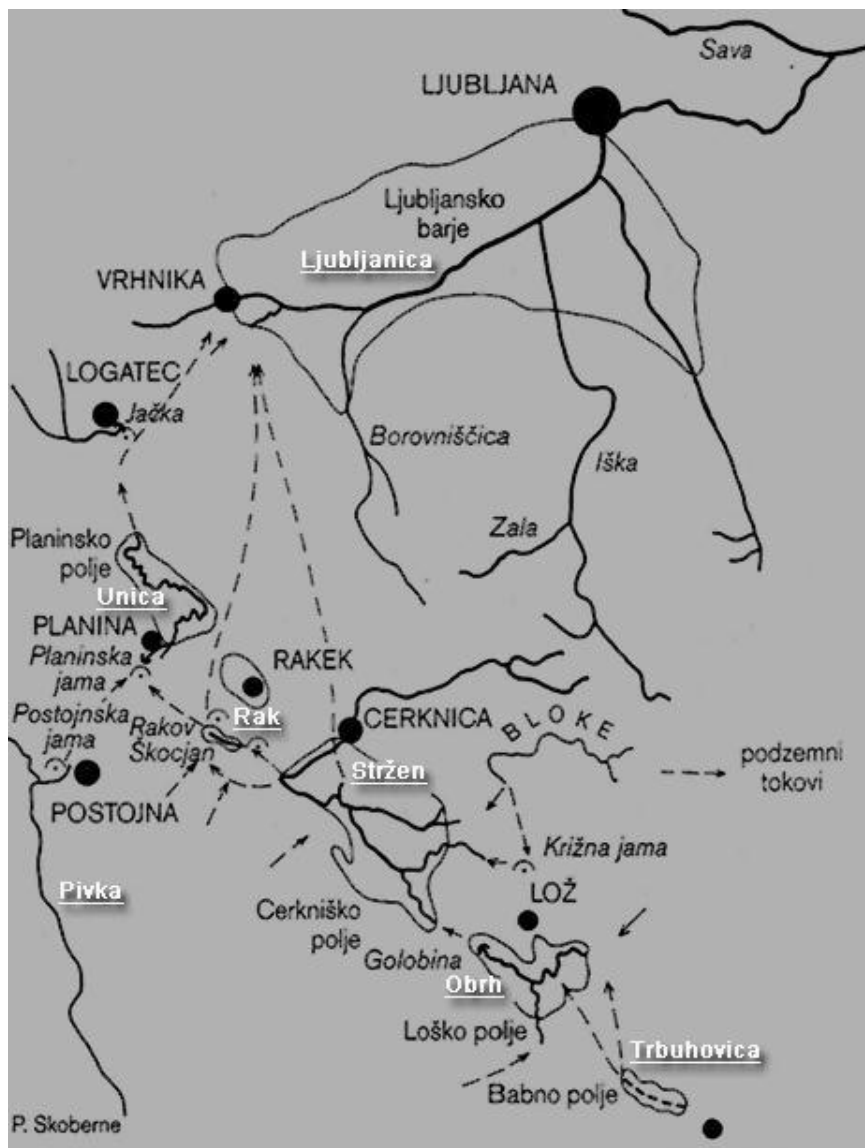 Sava
LJUBLJANA
Ljubljansko
barje
Ljubljanica
VRHNIKA
LOGATEC
Jačka
Borovniščica
Iška
Zala
Planinsko
polje
Unica
PLANINA
Planinska
jama
RAKEK
Postojnska
jama
Rakov
Škocjan
Rak
CERKNICA
BLOKE
Stržen
podzemni
tokovi
POSTOJNA
Križna jama
LOŽ
Pivka
Cerkniško
polje
Golobina
Obrh
Loško polje
Trbuhovica
Babno polje
P. Skoberne